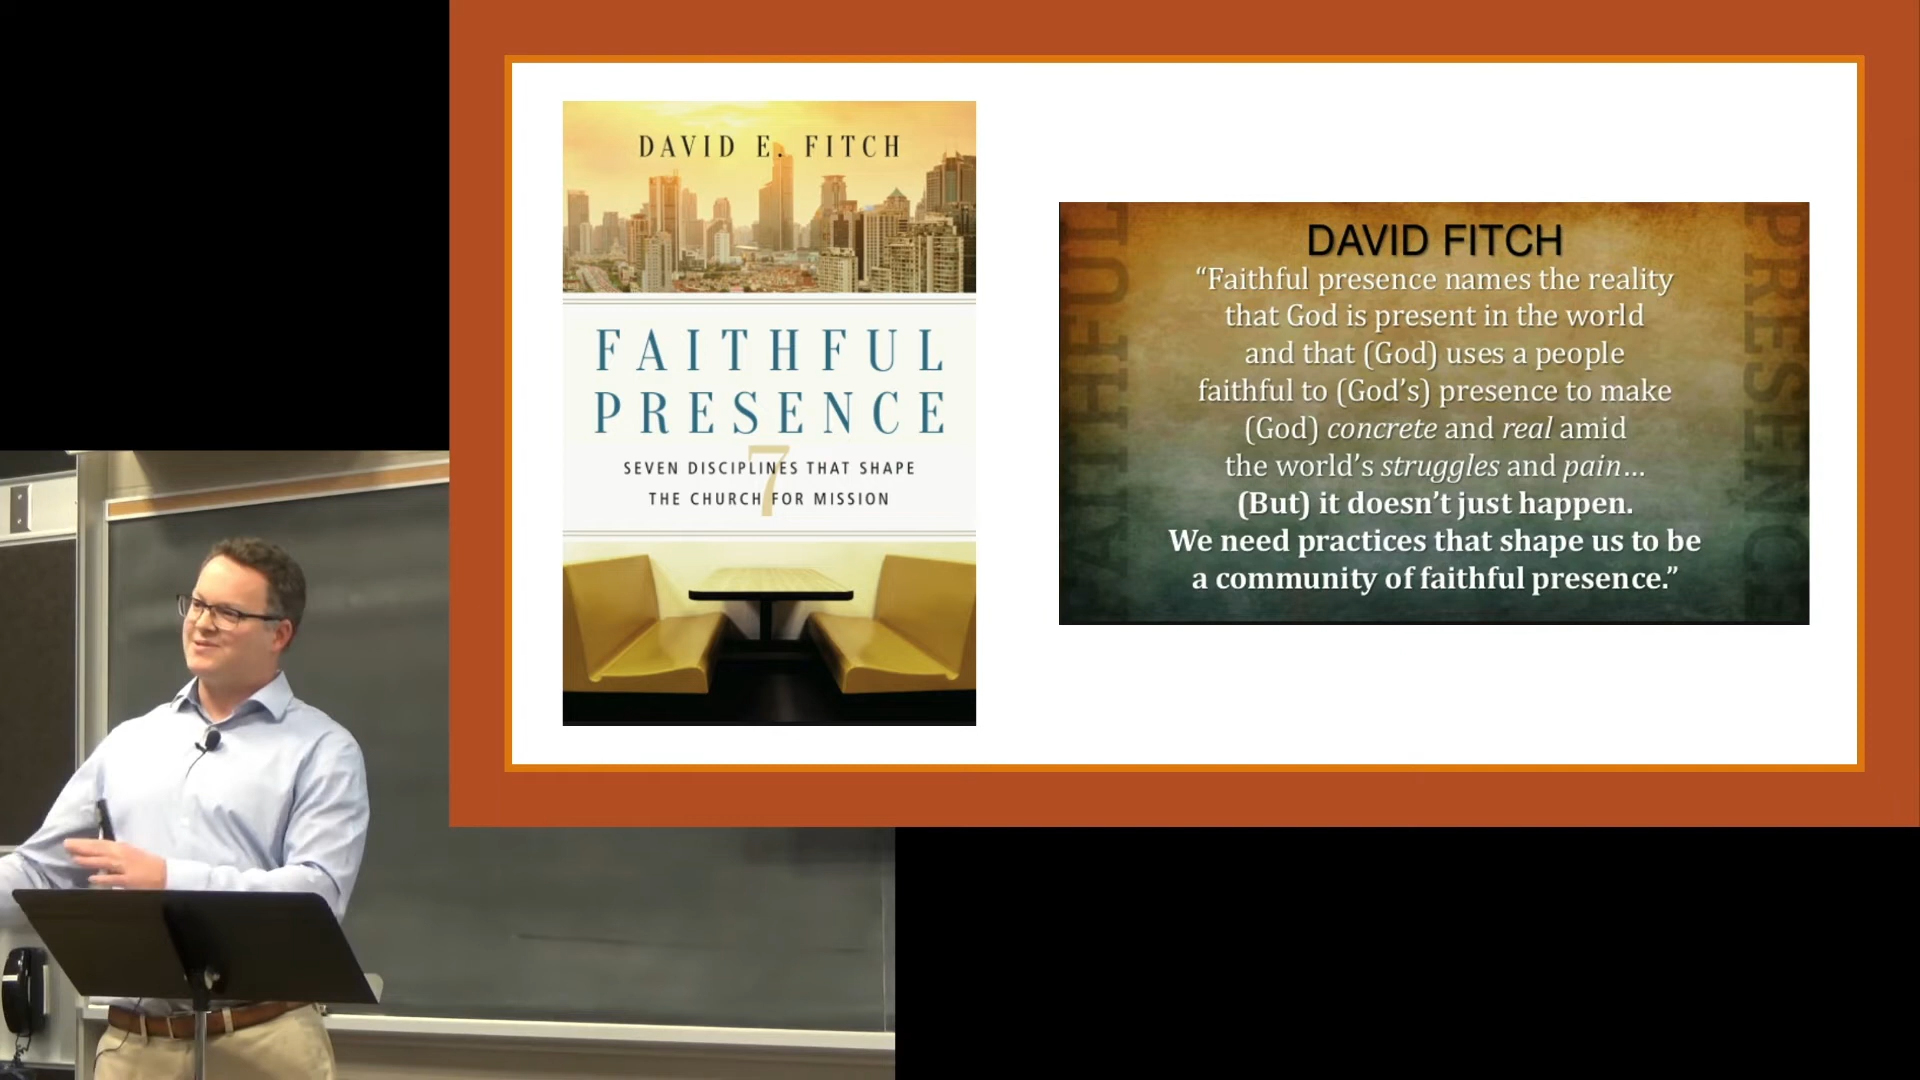 DAVID E. FITCH
FAITHFUL
PRESENCE
7
SEVEN DISCIPLINES THAT SHAPE
THE CHURCH FOR MISSION
FAITHFUL
PRESENCE
DAVID FITCH
“Faithful presence names the reality
that God is present in the world
and that (God) uses a people
faithful to (God’s) presence to make
(God) concrete and real amid
the world’s struggles and pain…
(But) it doesn’t just happen.
We need practices that shape us to be
a community of faithful presence.”